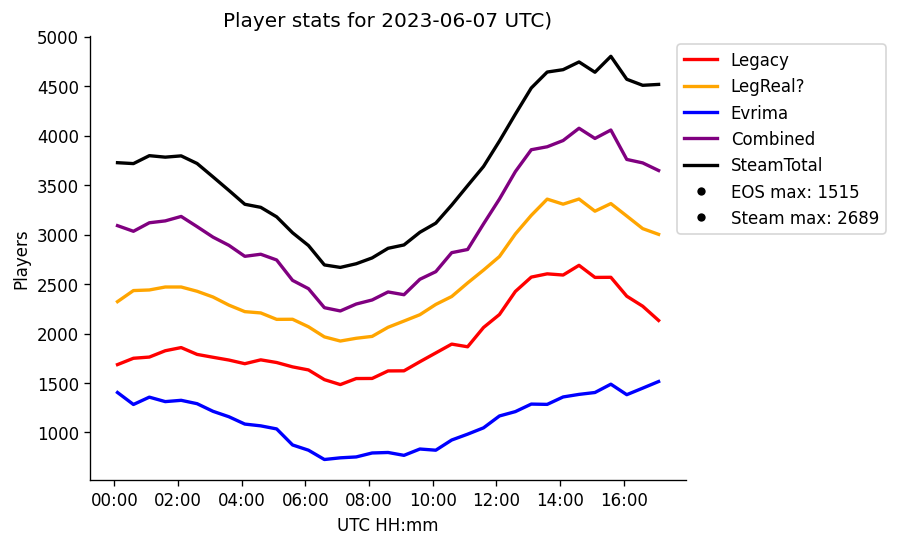 Player stats for 2023-06-07 UTC)
5000
4500
4000
3500
3000
2500
2000
1500
1000
Players
00:00 02:00 04:00 06:00 08:00 10:00 12:00 14:00 16:00
UTC HH:mm
Legacy
LegReal?
Evrima
Combined
SteamTotal
EOS max: 1515
Steam max: 2689